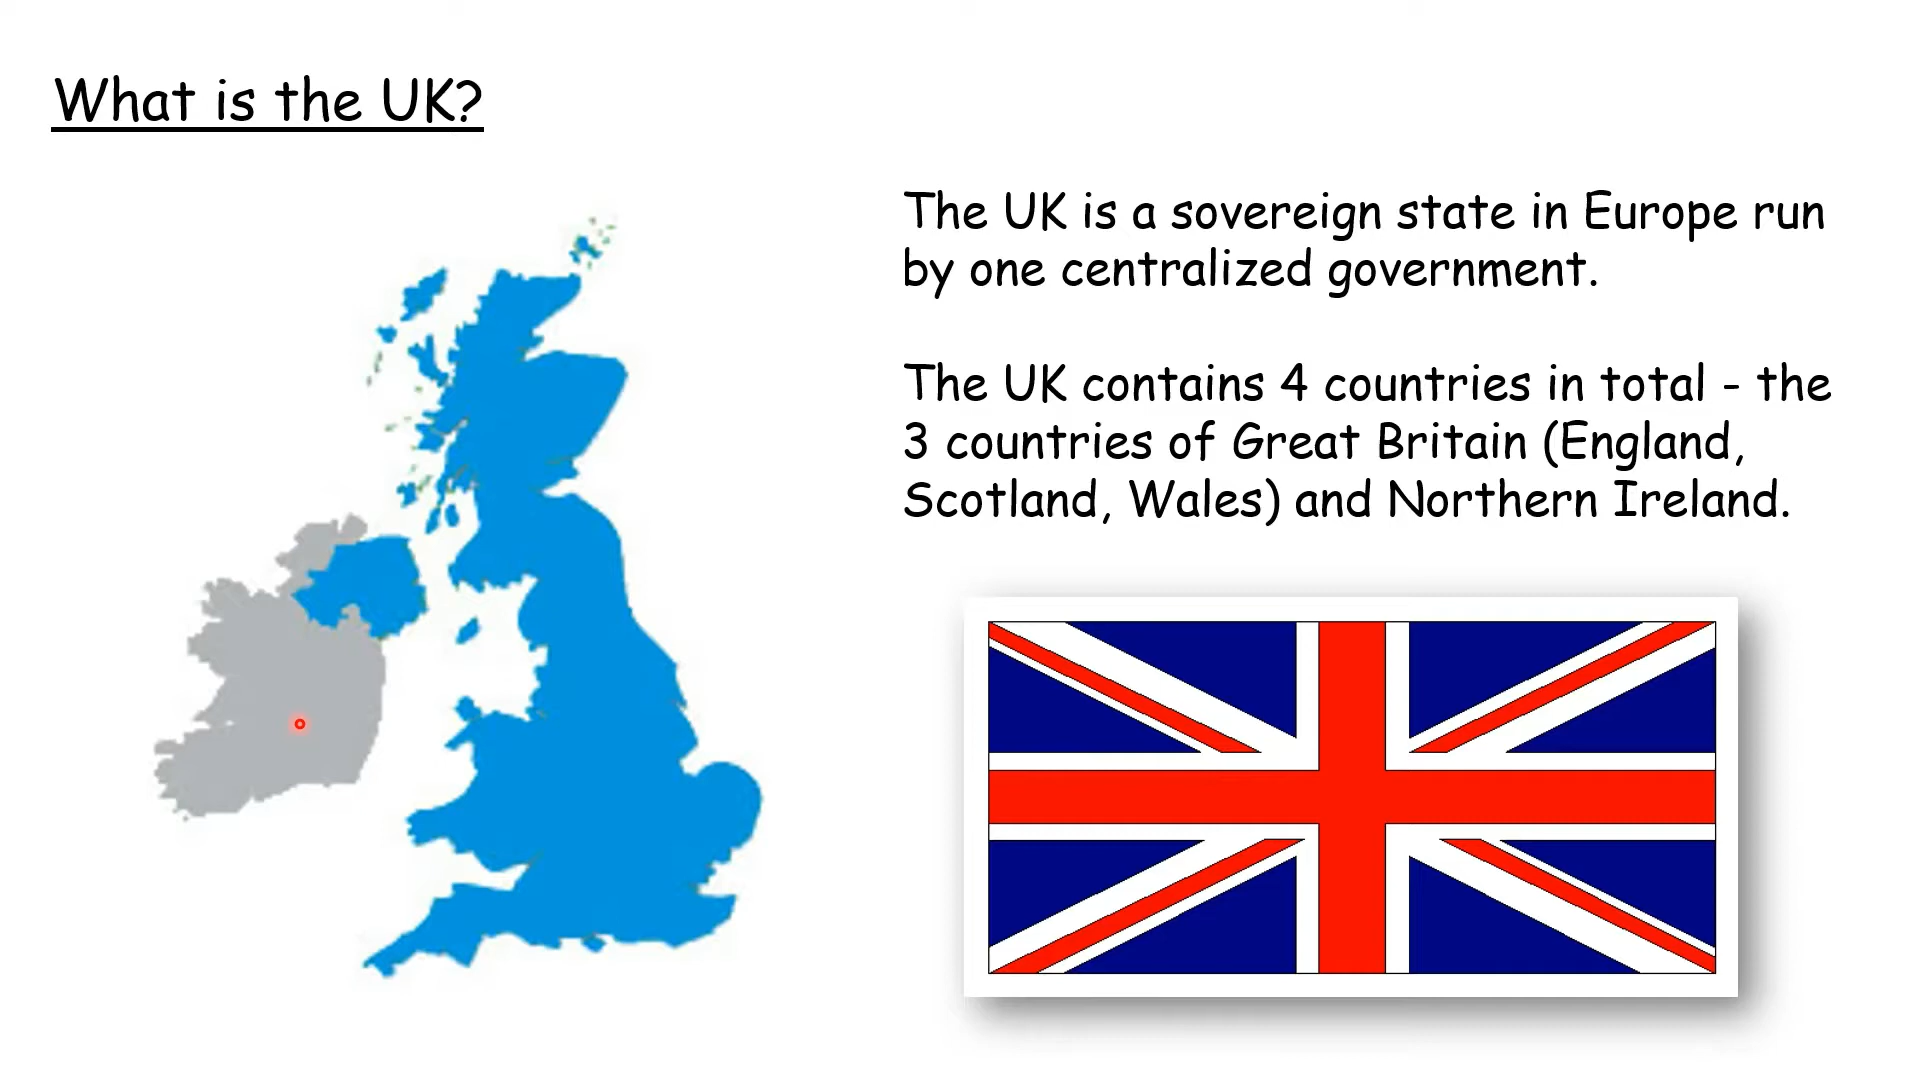 What is the UK?
The UK is a sovereign state in Europe run
by one centralized government.
The UK contains 4 countries in total - the
3 countries of Great Britain (England,
Scotland, Wales) and Northern Ireland.